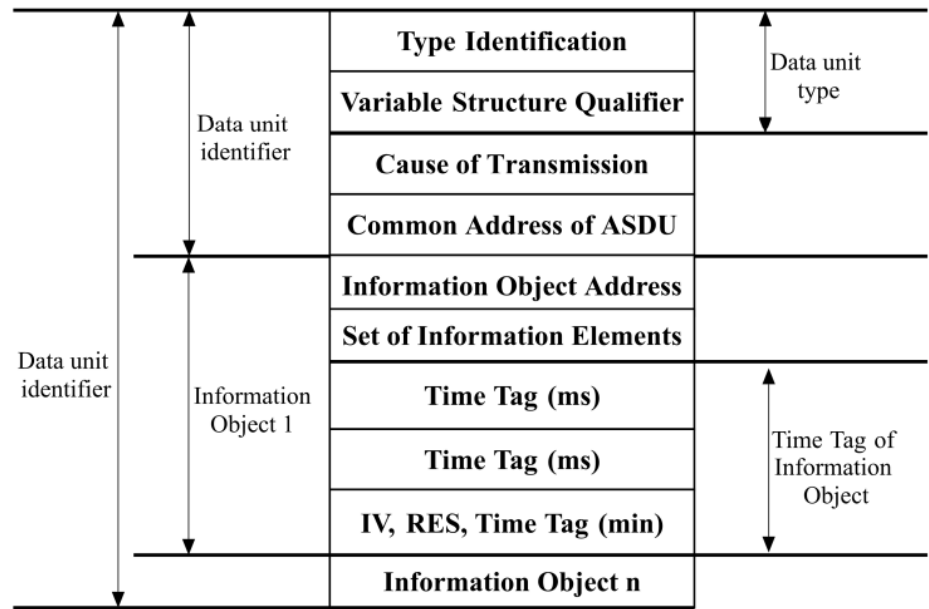 Type Identification
Data unit
type
Variable Structure Qualifier
Data unit
identifier
Cause of Transmission
Common Address of ASDU
Information Object Address
Set of Information Elements
Data unit
identifier
Information
Object 1
Time Tag (ms)
Time Tag (ms)
Time Tag of
Information
Object
IV, RES, Time Tag (min)
Information Object n